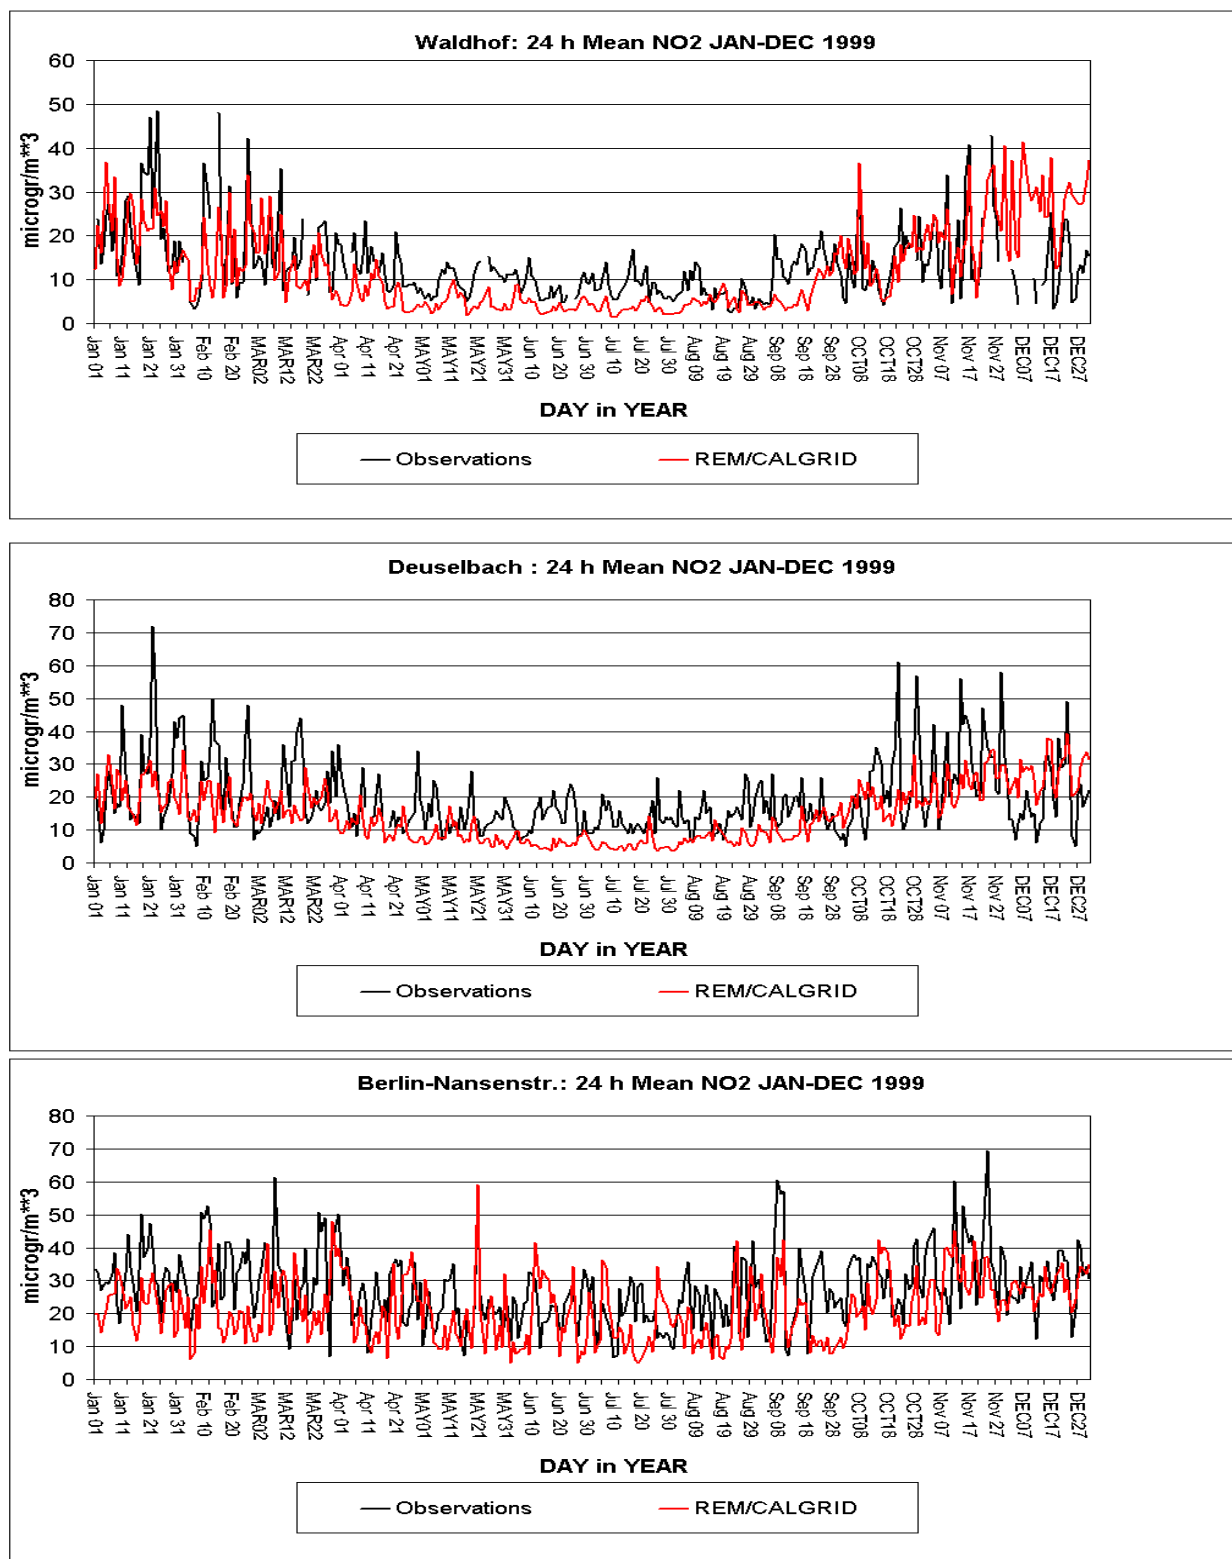 Waldhof: 24 h Mean NO2 JAN-DEC 1999
microgr/m**3
60
50
40
30
20
10
0
Jan 01
Jan 11
Jan 21
Jan 31
Feb 10
Feb 20
MAR02
MAR12
MAR22
Apr 01
Apr 11
Apr 21
MAY01
MAY11
MAY21
MAY31
Jun 10
Jun 20
Jun 30
Jul 10
Jul 20
Jul 30
Aug 09
Aug 19
Aug 29
Sep 08
Sep 18
Sep 28
OCT08
OCT18
OCT28
Nov 07
Nov 17
Nov 27
DEC07
DEC17
DEC27
DAY in YEAR
Observations REM/CALGRID
Deuselbach : 24 h Mean NO2 JAN-DEC 1999
microgr/m**3
80
70
60
50
40
30
20
10
0
Jan 01
Jan 11
Jan 21
Jan 31
Feb 10
Feb 20
MAR02
MAR12
MAR22
Apr 01
Apr 11
Apr 21
MAY01
MAY11
MAY21
MAY31
Jun 10
Jun 20
Jun 30
Jul 10
Jul 20
Jul 30
Aug 09
Aug 19
Aug 29
Sep 08
Sep 18
Sep 28
OCT08
OCT18
OCT28
Nov 07
Nov 17
Nov 27
DEC07
DEC17
DEC27
DAY in YEAR
Observations REM/CALGRID
Berlin-Nansenstr.: 24 h Mean NO2 JAN-DEC 1999
microgr/m**3
80
70
60
50
40
30
20
10
0
Jan 01
Jan 11
Jan 21
Jan 31
Feb 10
Feb 20
MAR02
MAR12
MAR22
Apr 01
Apr 11
Apr 21
MAY01
MAY11
MAY21
MAY31
Jun 10
Jun 20
Jun 30
Jul 10
Jul 20
Jul 30
Aug 09
Aug 19
Aug 29
Sep 08
Sep 18
Sep 28
OCT08
OCT18
OCT28
Nov 07
Nov 17
Nov 27
DEC07
DEC17
DEC27
DAY in YEAR
Observations REM/CALGRID